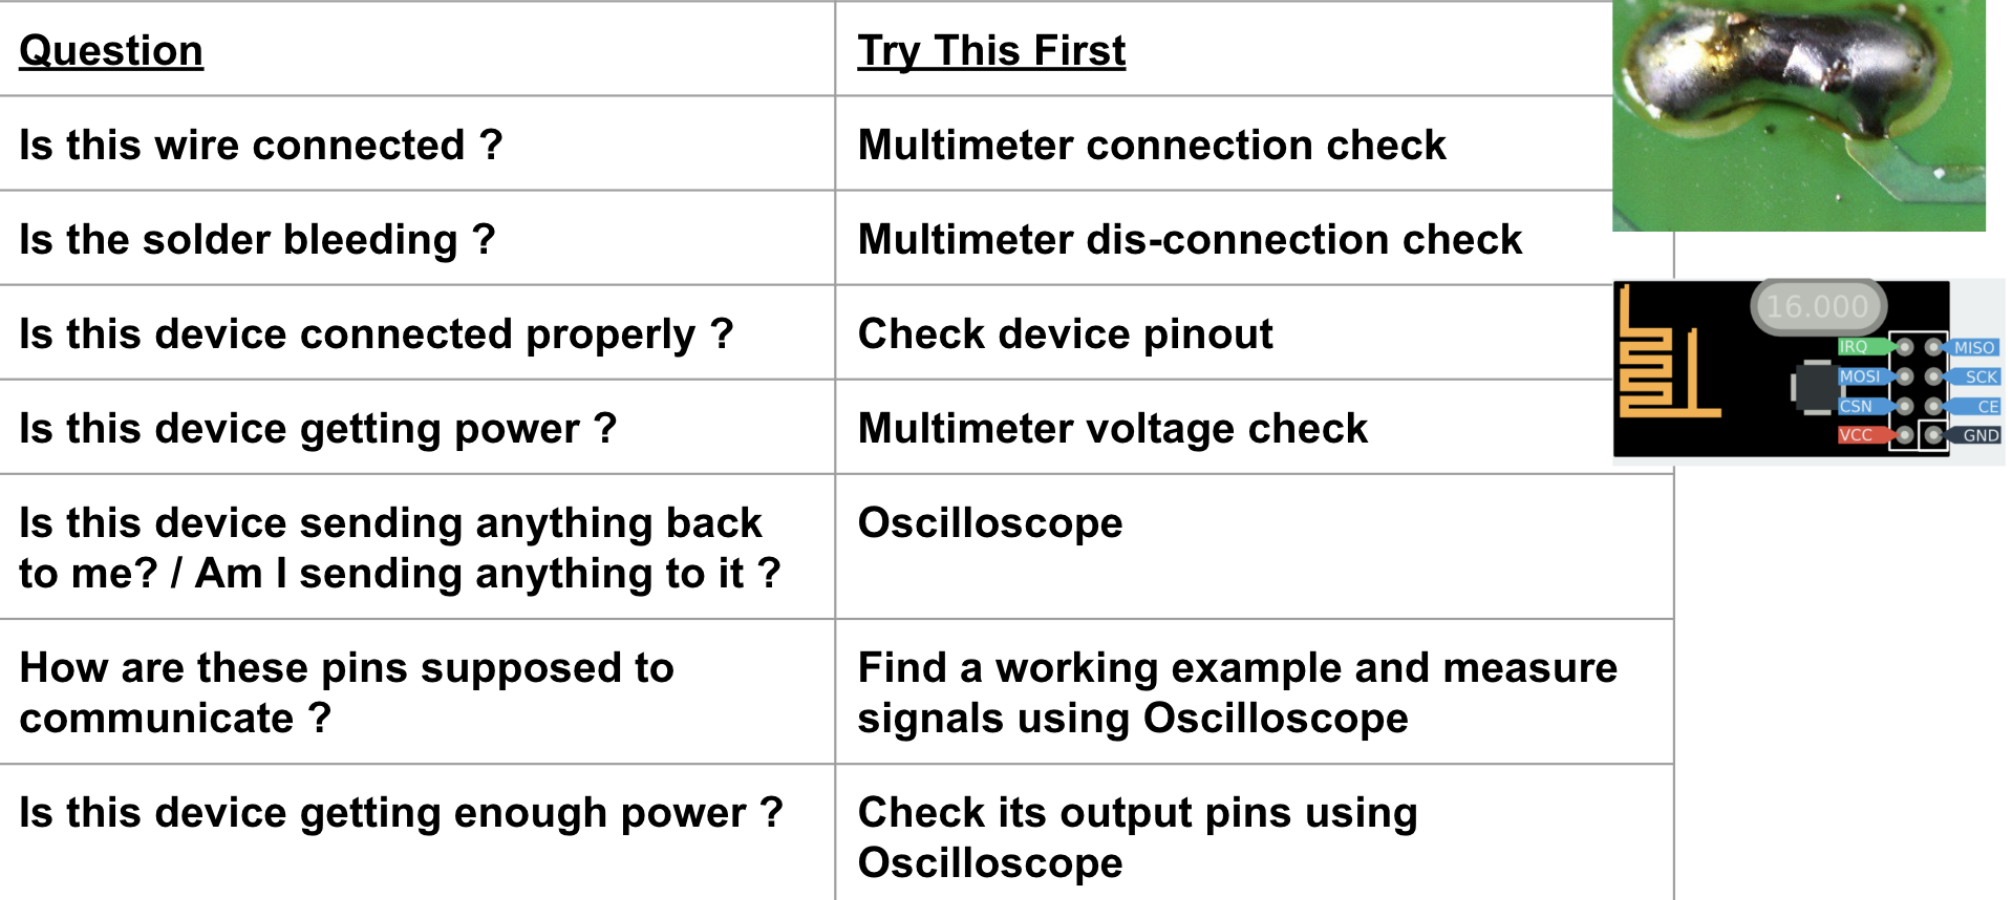 Question
Try This First
Is this wire connected ?
Multimeter connection check
Is the solder bleeding ?
Multimeter dis-connection check
Is this device connected properly ?
Check device pinout
Is this device getting power ?
Multimeter voltage check
Is this device sending anything back
to me? / Am I sending anything to it ?
Oscilloscope
How are these pins supposed to
communicate ?
Find a working example and measure
signals using Oscilloscope
Is this device getting enough power ?
Check its output pins using
Oscilloscope
16.000
IRQ
MISO
MOSI
SCK
CSN
CE
VCC
GND